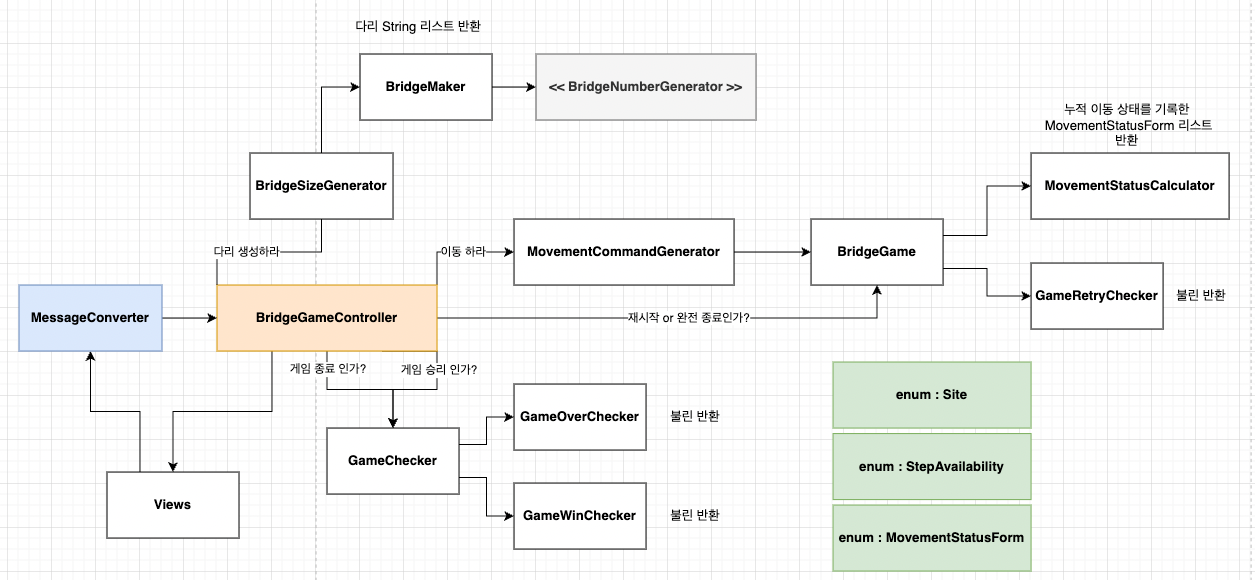 다리 String 리스트 반환
BridgeMaker
<< BridgeNumberGenerator >>
누적 이동 상태를 기록한
MovementStatusForm 리스트
반환
BridgeSizeGenerator
MovementStatusCalculator
다리 생성하라
이동 하라
MovementCommandGenerator
BridgeGame
GameRetryChecker
불린 반환
MessageConverter
BridgeGameController
재시작 or 완전 종료인가?
게임 종료 인가?
게임 승리 인가?
enum : Site
GameOverChecker
불린 반환
GameChecker
enum : StepAvailability
Views
GameWinChecker
불린 반환
enum : MovementStatusForm